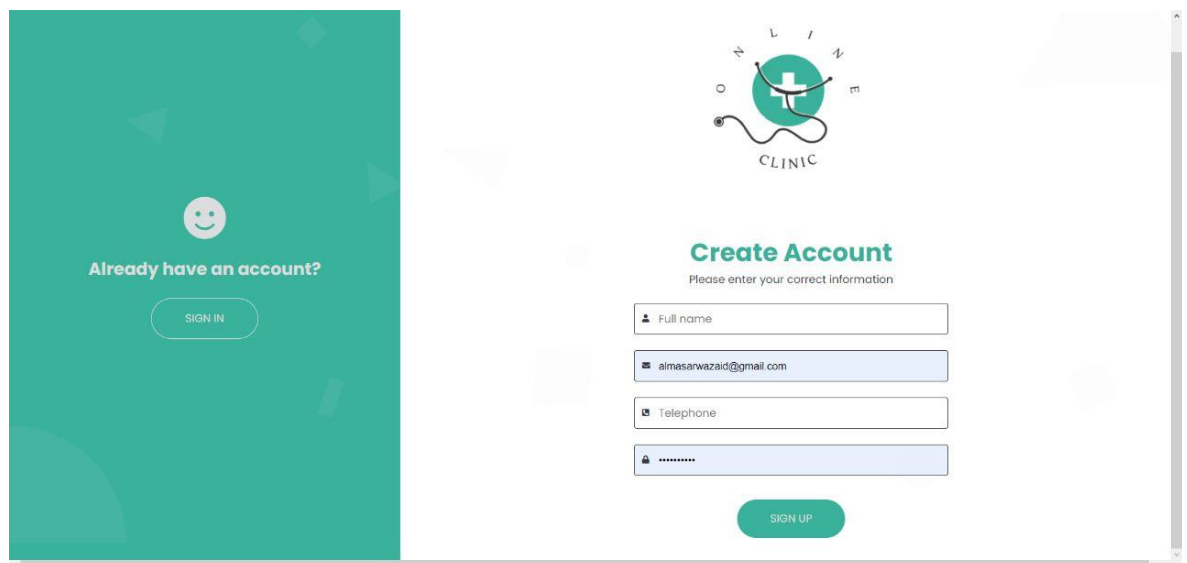 Already have an account?
SIGN IN
ONLINE
CLINIC
Create Account
Please enter your correct information
Full name
almasarwazaid@gmail.com
Telephone
••••••••••
SIGN UP